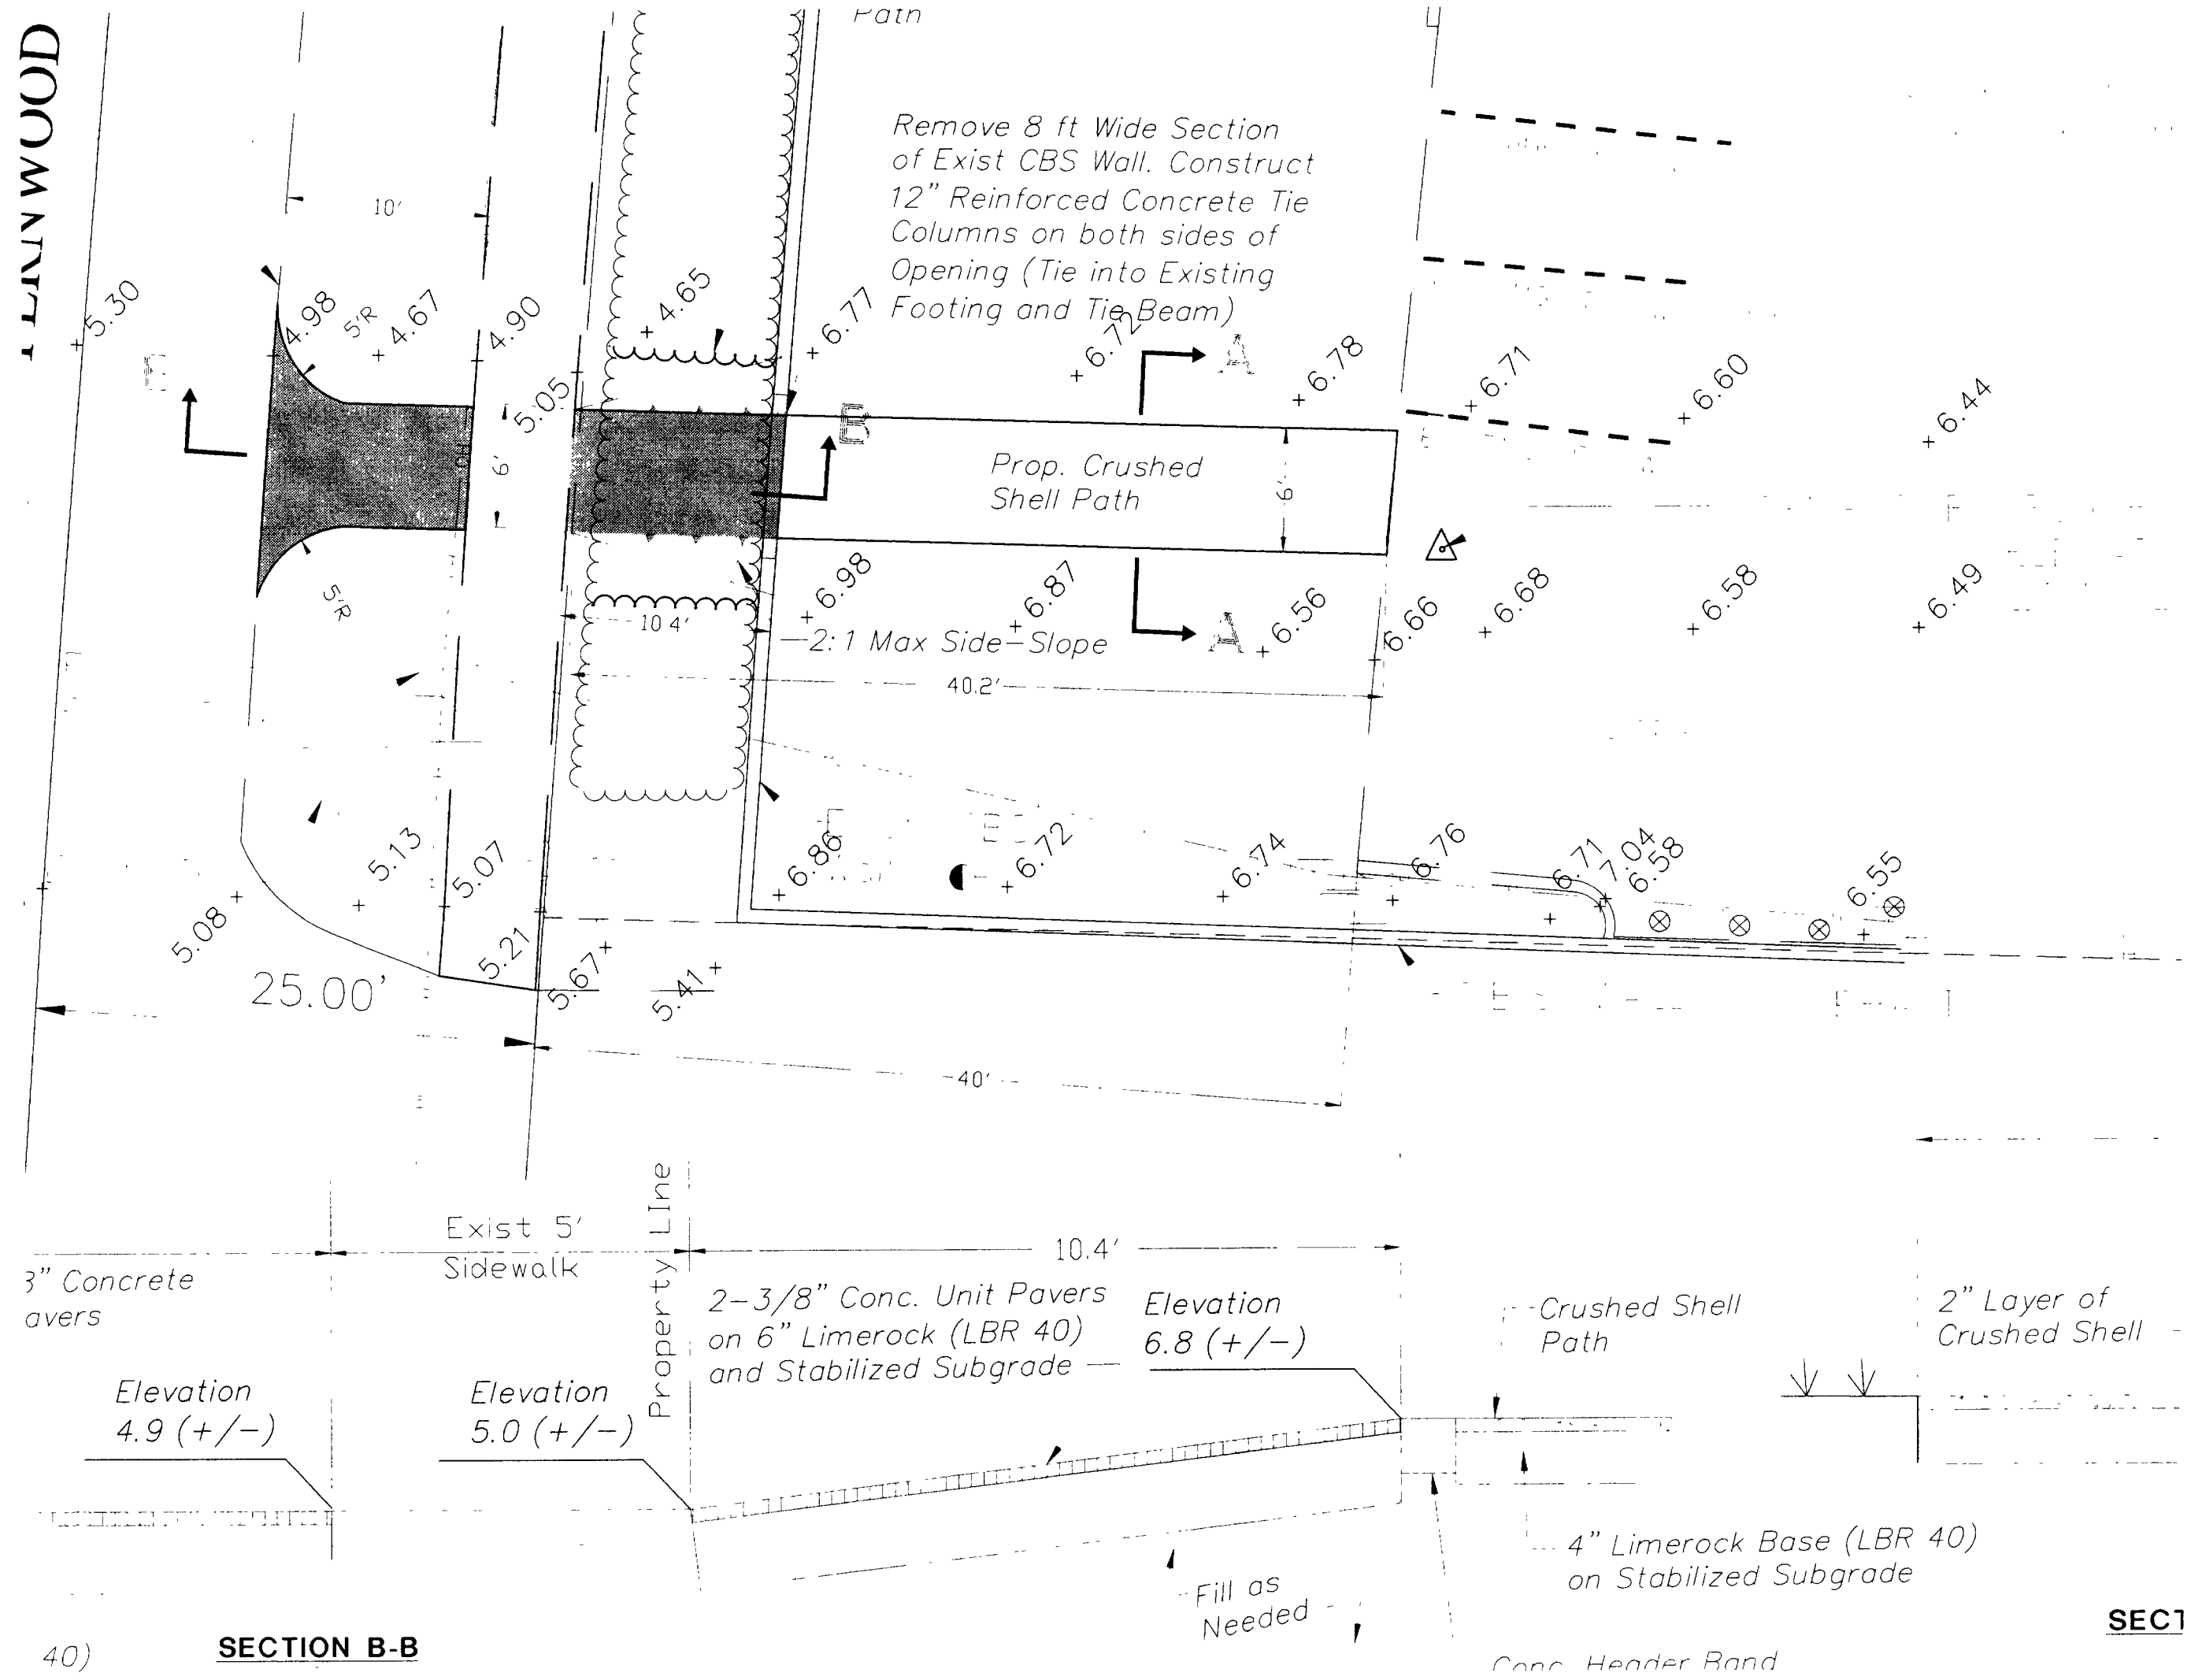 Path
Remove 8 ft Wide Section
of Exist CBS Wall. Construct
12" Reinforced Concrete Tie
Columns on both sides of
Opening (Tie into Existing
Footing and Tie Beam)
10'
5.30
4.98
5'R
4.67
4.90
4.65
6.77
6.72
A
6.78
6.71
6.60
6.44
5.05
B
6'
Prop. Crushed
Shell Path
6'
5'R
6.98
6.87
A
6.56
6.66
6.68
6.58
6.49
10.4'
2:1 Max Side-Slope
40.2'
5.13
5.07
6.86
6.72
6.74
6.76
6.71
7.04
6.58
6.55
5.08
5.21
5.67
5.41
25.00'
40'
Exist 5'
Sidewalk
Property LIne
10.4'
3" Concrete
avers
2-3/8" Conc. Unit Pavers
on 6" Limerock (LBR 40)
and Stabilized Subgrade
Elevation
6.8 (+/-)
Crushed Shell
Path
2" Layer of
Crushed Shell
Elevation
4.9 (+/-)
Elevation
5.0 (+/-)
4" Limerock Base (LBR 40)
on Stabilized Subgrade
Fill as
Needed
40)
SECTION B-B
Conc. Header Band
SECT